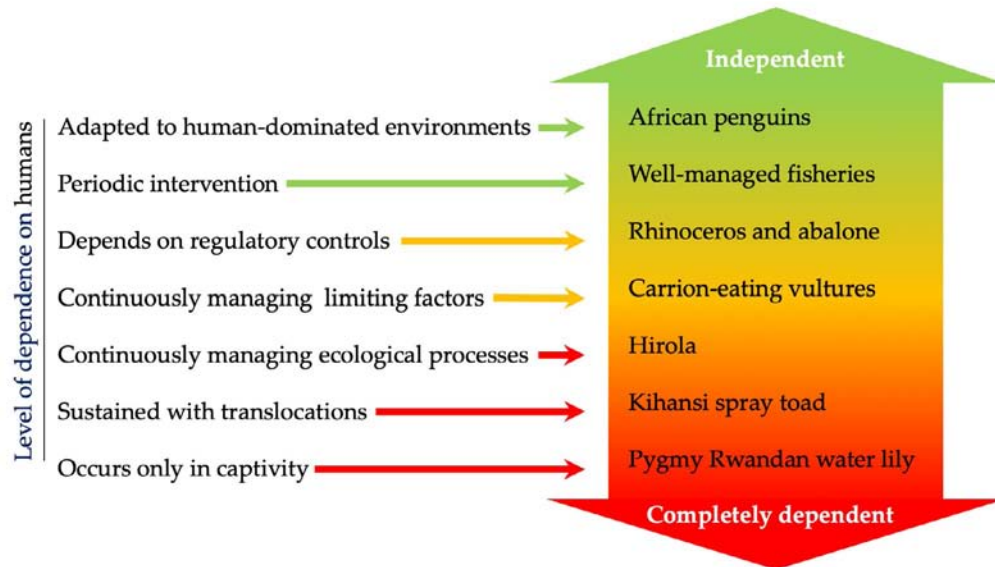 Independent
Level of dependence on humans
Adapted to human-dominated environments
African penguins
Periodic intervention
Well-managed fisheries
Depends on regulatory controls
Rhinoceros and abalone
Continuously managing limiting factors
Carrion-eating vultures
Continuously managing ecological processes
Hirola
Sustained with translocations
Kihansi spray toad
Occurs only in captivity
Pygmy Rwandan water lily
Completely dependent